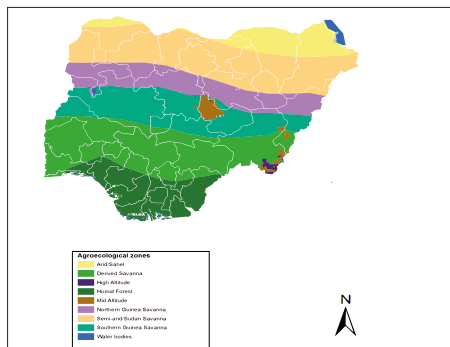 Agroecological zones
Arid/Sahel
Derived Savanna
High Altitude
Humid Forest
Mid Altitude
Northern Guinea Savanna
Semi-arid/Sudan Savanna
Southern Guinea Savanna
Water bodies
N